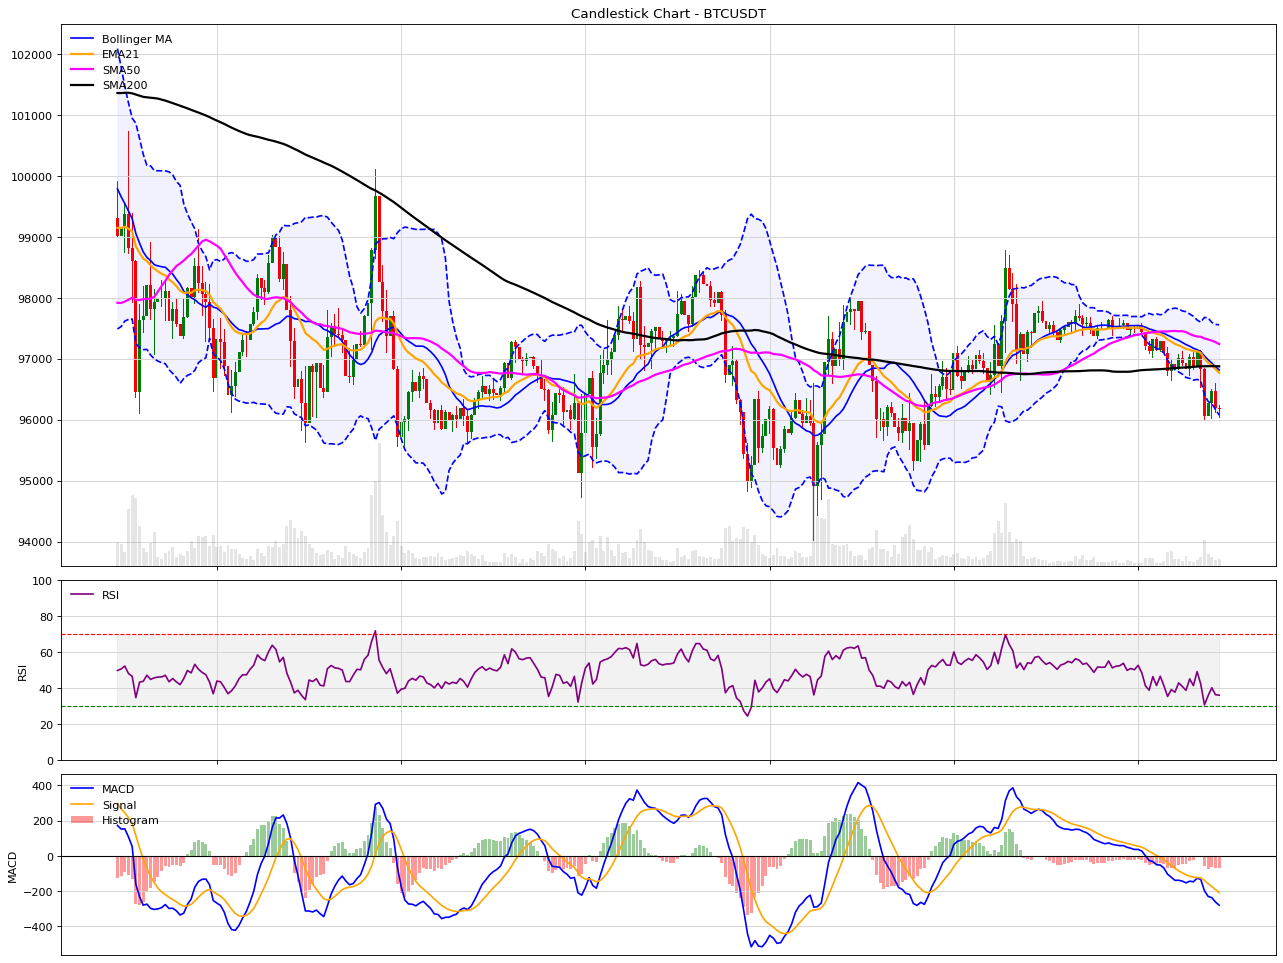 Candlestick Chart - BTCUSDT
Bollinger MA
EMA21
SMA50
SMA200
102000
101000
100000
99000
98000
97000
96000
95000
94000
RSI
100
80
60
40
20
0
RSI
MACD
Signal
Histogram
400
200
0
−200
−400
MACD